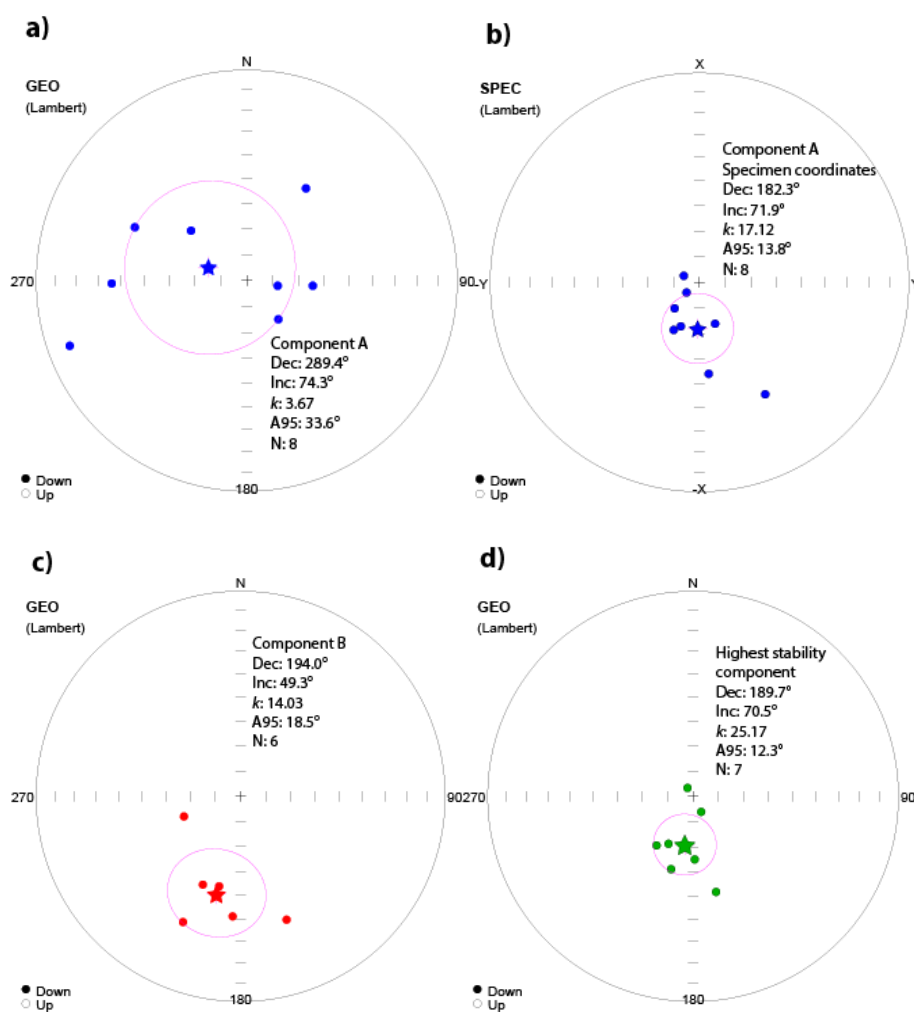 a)
GEO
(Lambert)
N
270
90
180
Component A
Dec: 289.4°
Inc: 74.3°
k: 3.67
A95: 33.6°
N: 8
Down
Up
b)
SPEC
(Lambert)
X
-Y
Y
-X
Component A
Specimen coordinates
Dec: 182.3°
Inc: 71.9°
k: 17.12
A95: 13.8°
N: 8
Down
Up
c)
GEO
(Lambert)
N
270
90
180
Component B
Dec: 194.0°
Inc: 49.3°
k: 14.03
A95: 18.5°
N: 6
Down
Up
d)
GEO
(Lambert)
N
270
90
180
Highest stability
component
Dec: 189.7°
Inc: 70.5°
k: 25.17
A95: 12.3°
N: 7
Down
Up